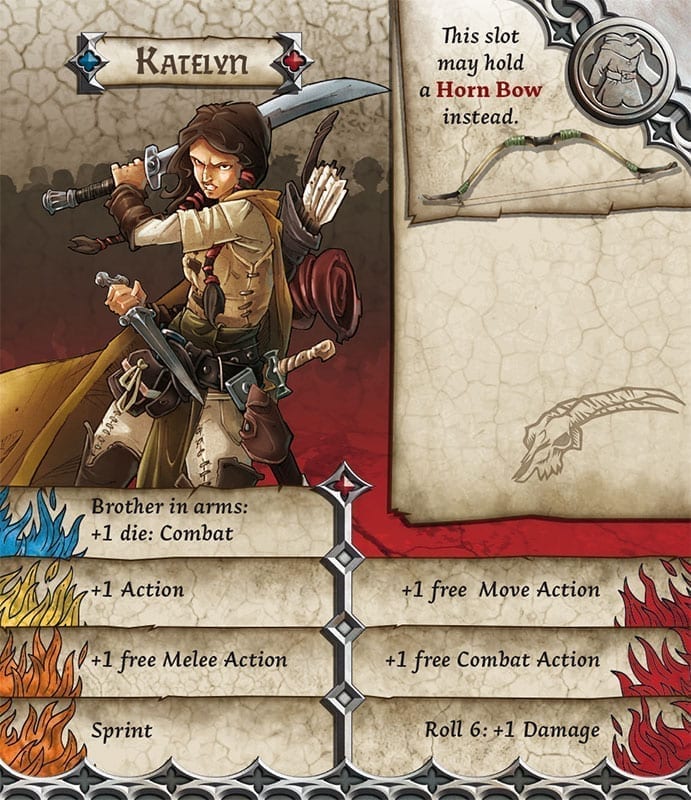 Katelyn
This slot
may hold
a Horn Bow
instead.
Brother in arms:
+1 die: Combat
+1 Action
+1 free Melee Action
Sprint
+1 free  Move Action
+1 free Combat Action
Roll 6: +1 Damage